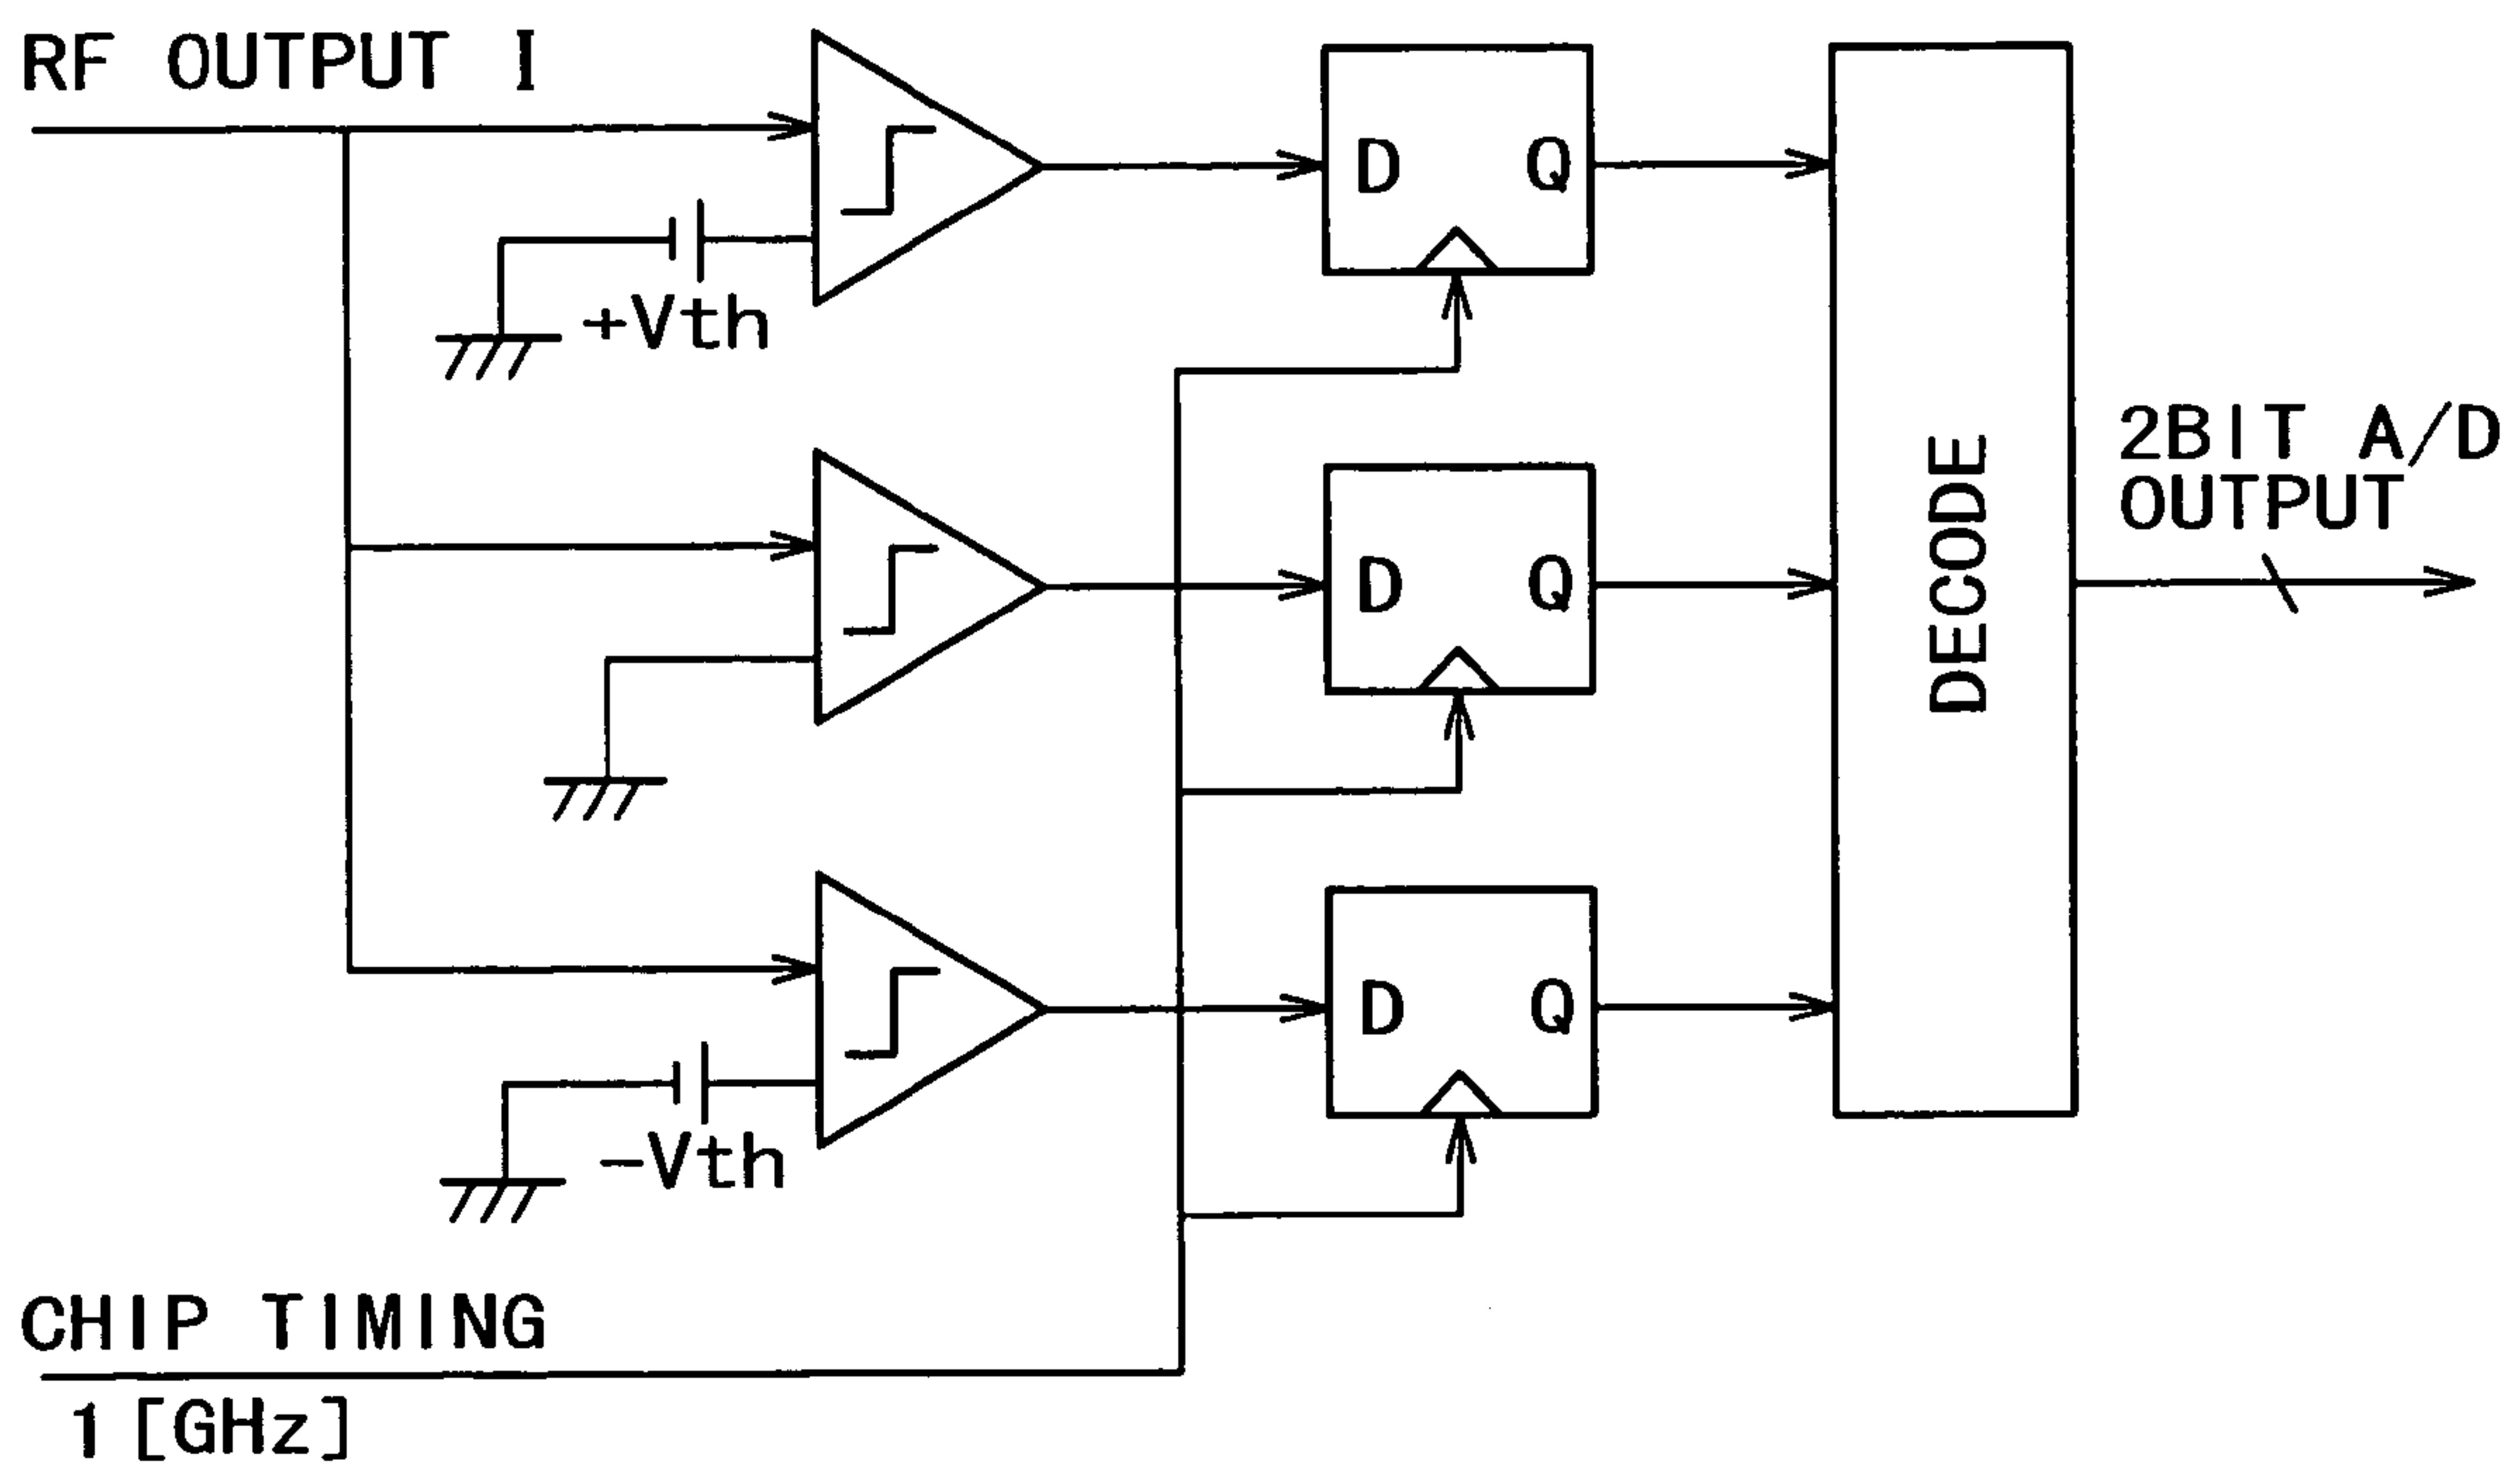 RF OUTPUT I
+Vth
D Q
2BIT A/D
OUTPUT
DECODE
D Q
D Q
−Vth
CHIP TIMING
1 [GHz]